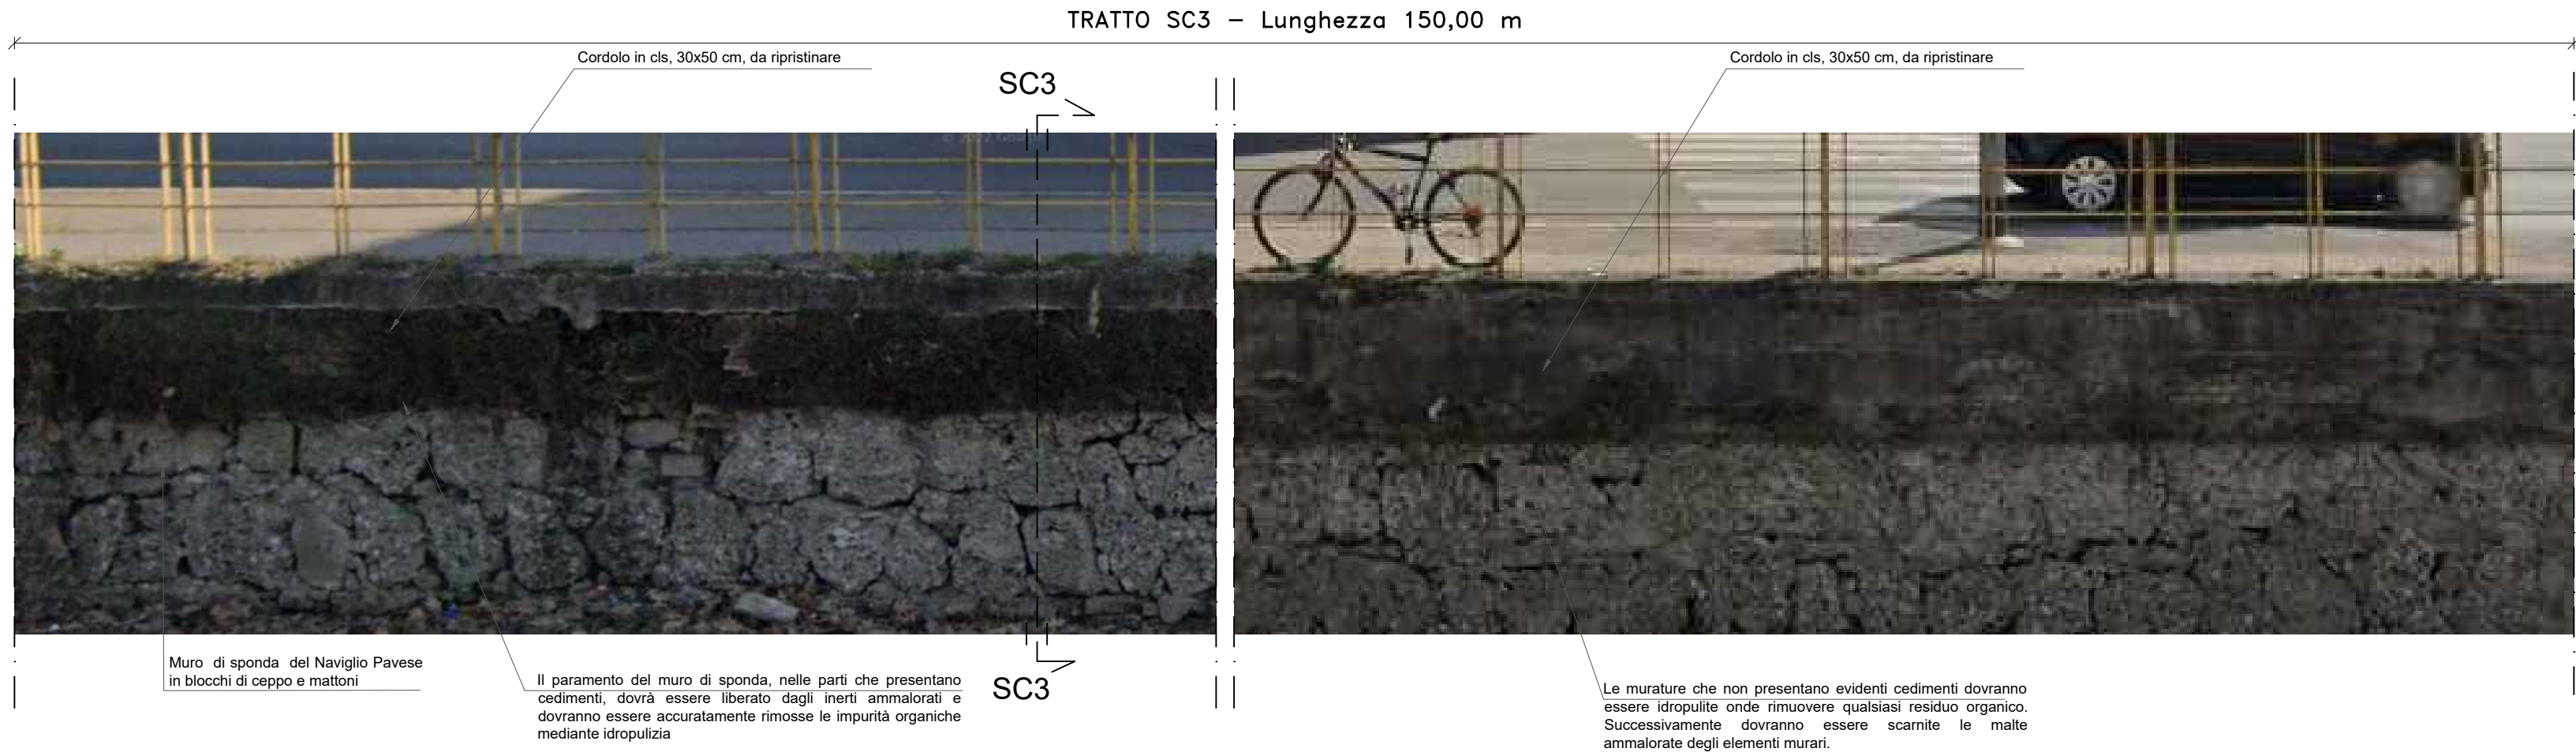 TRATTO SC3 – Lunghezza 150,00 m
Cordolo in cls, 30x50 cm, da ripristinare
Cordolo in cls, 30x50 cm, da ripristinare
SC3
Muro di sponda del Naviglio Pavese
in blocchi di ceppo e mattoni
Il paramento del muro di sponda, nelle parti che presentano
cedimenti, dovrà essere liberato dagli inerti ammalorati e
dovranno essere accuratamente rimosse le impurità organiche
mediante idropulizia
SC3
Le murature che non presentano evidenti cedimenti dovranno
essere idropulite onde rimuovere qualsiasi residuo organico.
Successivamente dovranno essere scarnite le malte
ammalorate degli elementi murari.